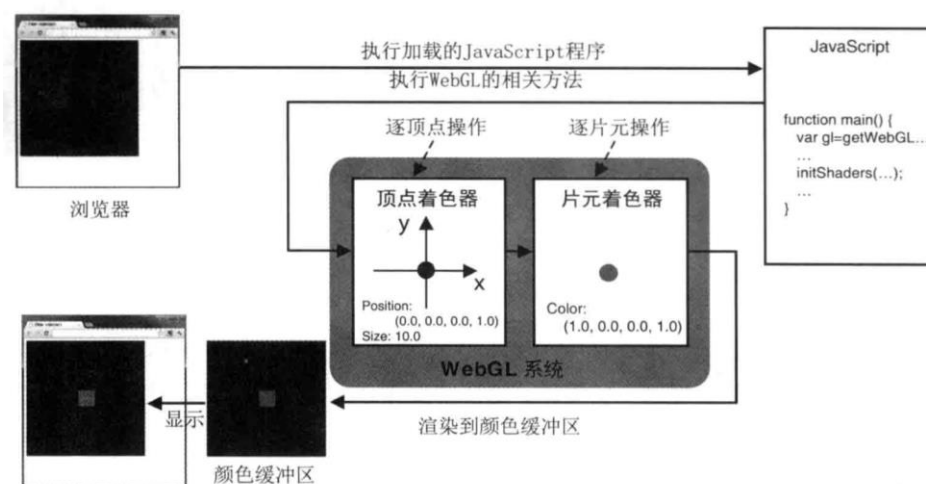 执行加载的JavaScript程序
执行WebGL的相关方法
JavaScript
function main() {
var gl=getWebGL...
...
initShaders(...);
...
}
浏览器
逐顶点操作
逐片元操作
顶点着色器
y
x
Position:
(0.0, 0.0, 0.0, 1.0)
Size: 10.0
片元着色器
Color:
(1.0, 0.0, 0.0, 1.0)
WebGL 系统
显示
渲染到颜色缓冲区
颜色缓冲区